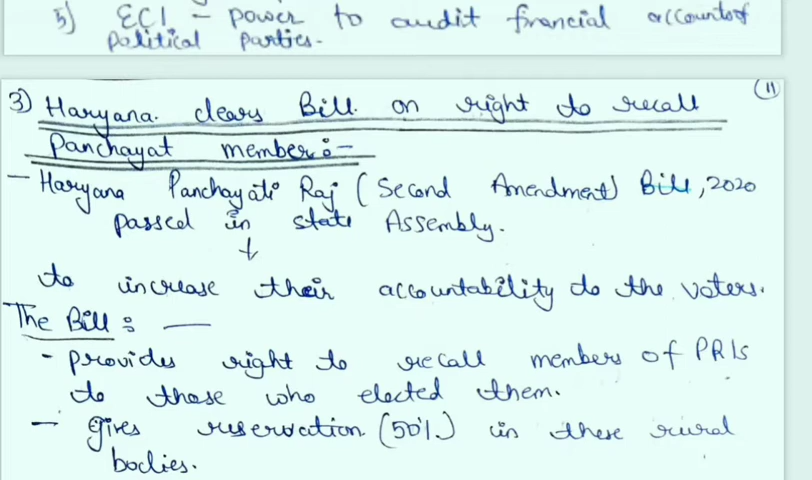 5) ECI - power to audit financial accounts of
political parties.
11
3) Haryana clears Bill on right to recall
Panchayat member :-
- Haryana Panchayati Raj (Second Amendment) Bill, 2020
passed in state Assembly.
↓
to increase their accountability to the voters.
The Bill : —
- provides right to recall members of PRIs
to those who elected them.
- gives reservation (50%) in these rural
bodies.